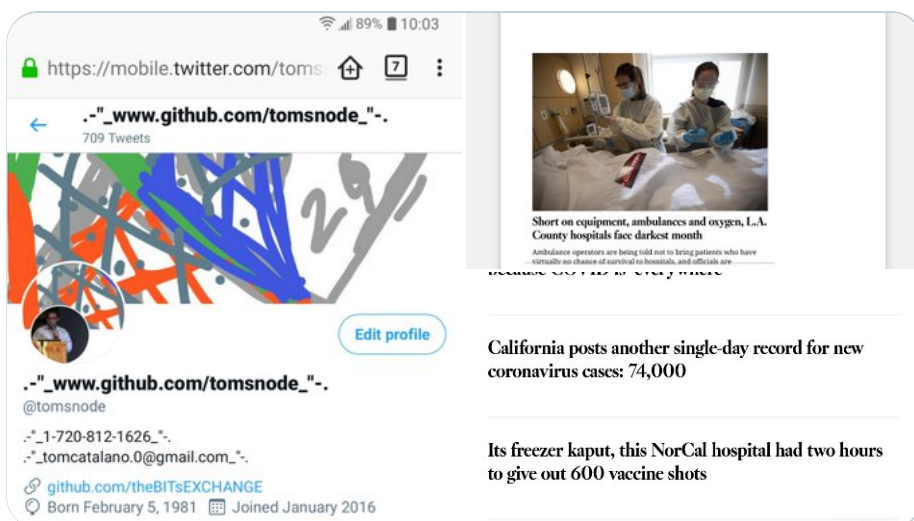 89% 10:03
https://mobile.twitter.com/toms
7
.-"_www.github.com/tomsnode_"-.
709 Tweets
29
Edit profile
.-"_www.github.com/tomsnode_"-.
@tomsnode
.-"_1-720-812-1626_"-.
.-"_tomcatalano.0@gmail.com_"-.
github.com/theBITsEXCHANGE
Born February 5, 1981 Joined January 2016
Short on equipment, ambulances and oxygen, L.A.
County hospitals face darkest month
Ambulance operators are being told not to bring patients who have
virtually no chance of survival to hospitals, and officials are
because COVID is 'everywhere'
California posts another single-day record for new
coronavirus cases: 74,000
Its freezer kaput, this NorCal hospital had two hours
to give out 600 vaccine shots